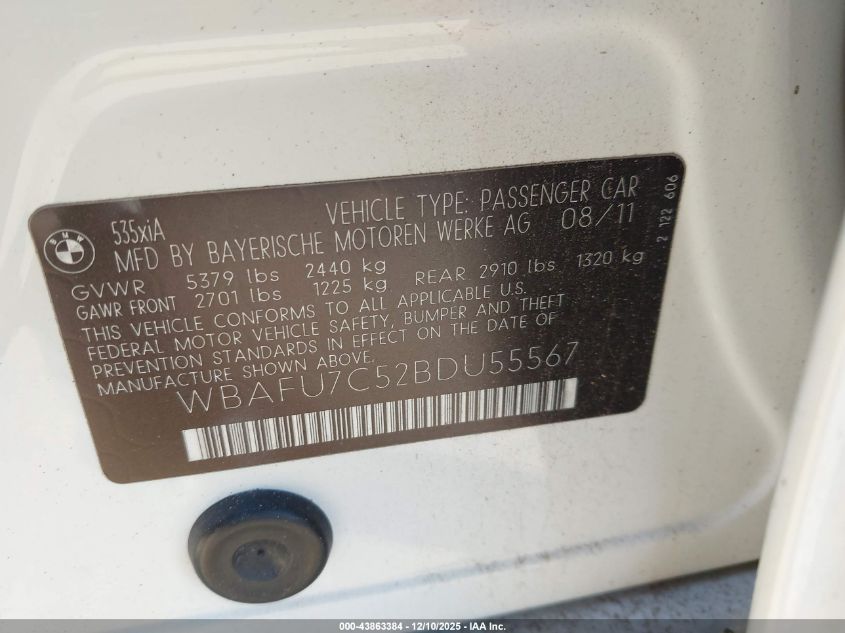 BMW
535xiA
VEHICLE TYPE: PASSENGER CAR
MFD BY BAYERISCHE MOTOREN WERKE AG 08/11
GVWR 5379 lbs 2440 kg
GAWR FRONT 2701 lbs 1225 kg REAR 2910 lbs 1320 kg
THIS VEHICLE CONFORMS TO ALL APPLICABLE U.S.
FEDERAL MOTOR VEHICLE SAFETY, BUMPER AND THEFT
PREVENTION STANDARDS IN EFFECT ON THE DATE OF
MANUFACTURE SHOWN ABOVE.
WBAFU7C52BDU55567
2 122 606
000-43863384 - 12/10/2025 - IAA Inc.